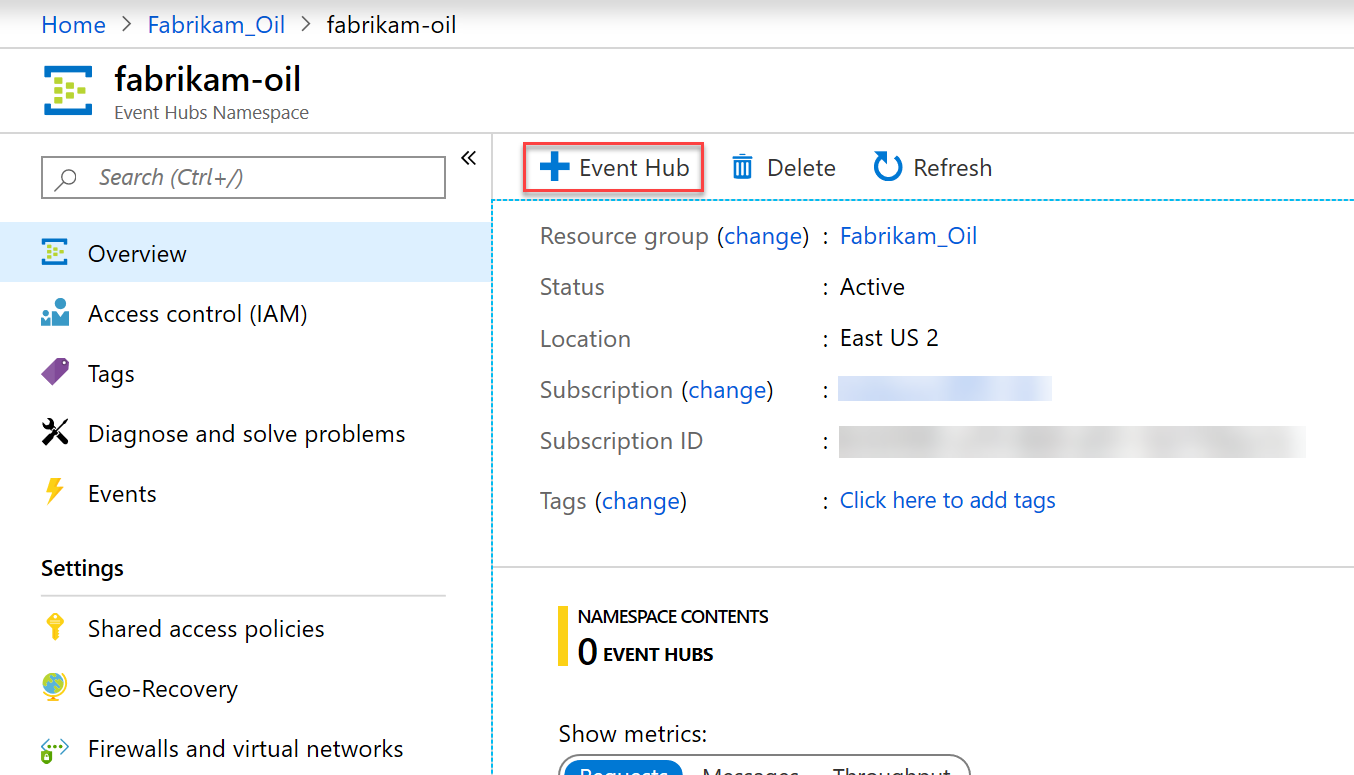 Home > Fabrikam_Oil > fabrikam-oil
fabrikam-oil
Event Hubs Namespace
Search (Ctrl+/)
«
Overview
Access control (IAM)
Tags
Diagnose and solve problems
Events
Settings
Shared access policies
Geo-Recovery
Firewalls and virtual networks
+ Event Hub Delete Refresh
Resource group (change) : Fabrikam_Oil
Status : Active
Location : East US 2
Subscription (change) :
Subscription ID :
Tags (change) : Click here to add tags
NAMESPACE CONTENTS
0 EVENT HUBS
Show metrics:
Requests Messages Throughput